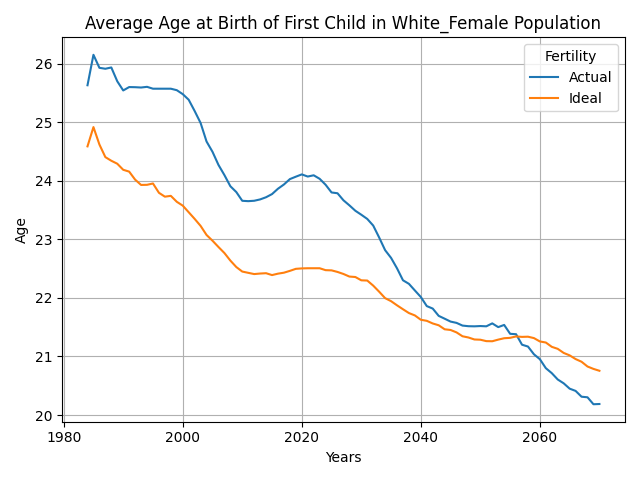 Average Age at Birth of First Child in White_Female Population
Fertility
Actual
Ideal
26
25
24
23
22
21
20
Age
1980
2000
2020
2040
2060
Years